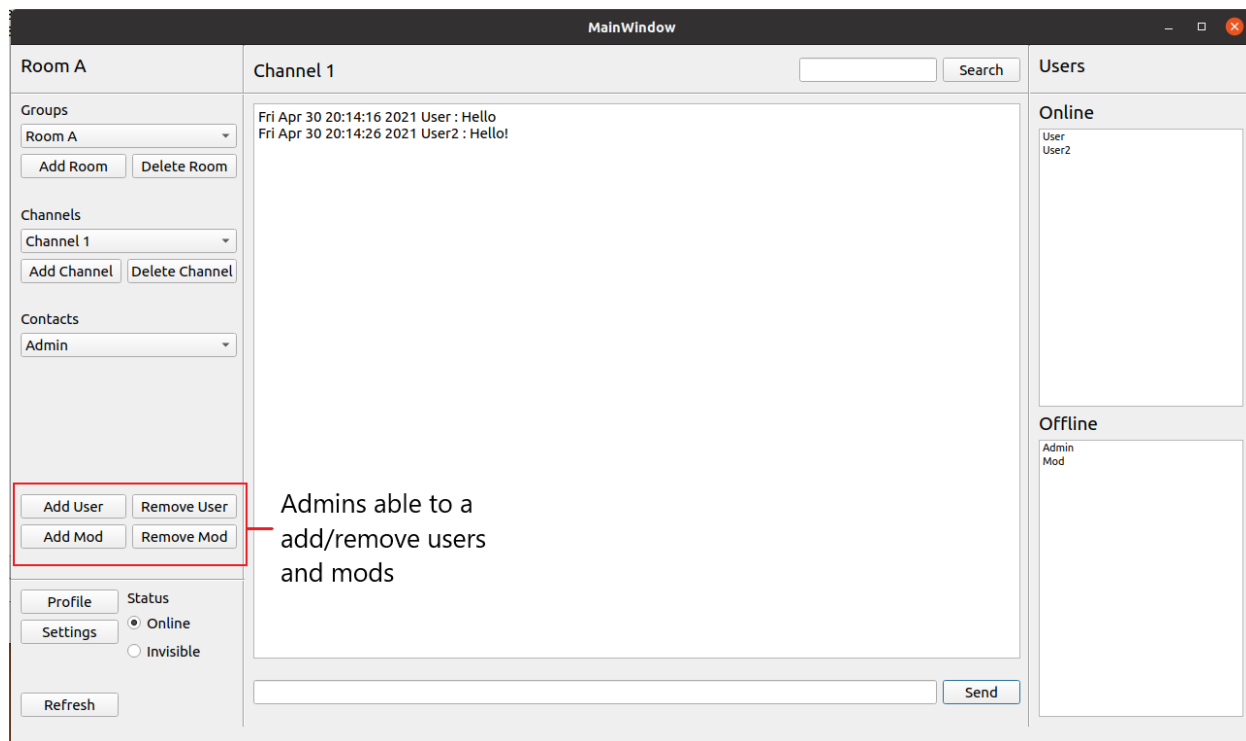 MainWindow
Room A
Channel 1
Search
Users
Groups
Room A
Add Room
Delete Room
Channels
Channel 1
Add Channel
Delete Channel
Contacts
Admin
Add User
Remove User
Add Mod
Remove Mod
Profile
Status
Online
Settings
Invisible
Refresh
Fri Apr 30 20:14:16 2021 User : Hello
Fri Apr 30 20:14:26 2021 User2 : Hello!
Admins able to a
add/remove users
and mods
Send
Online
User
User2
Offline
Admin
Mod